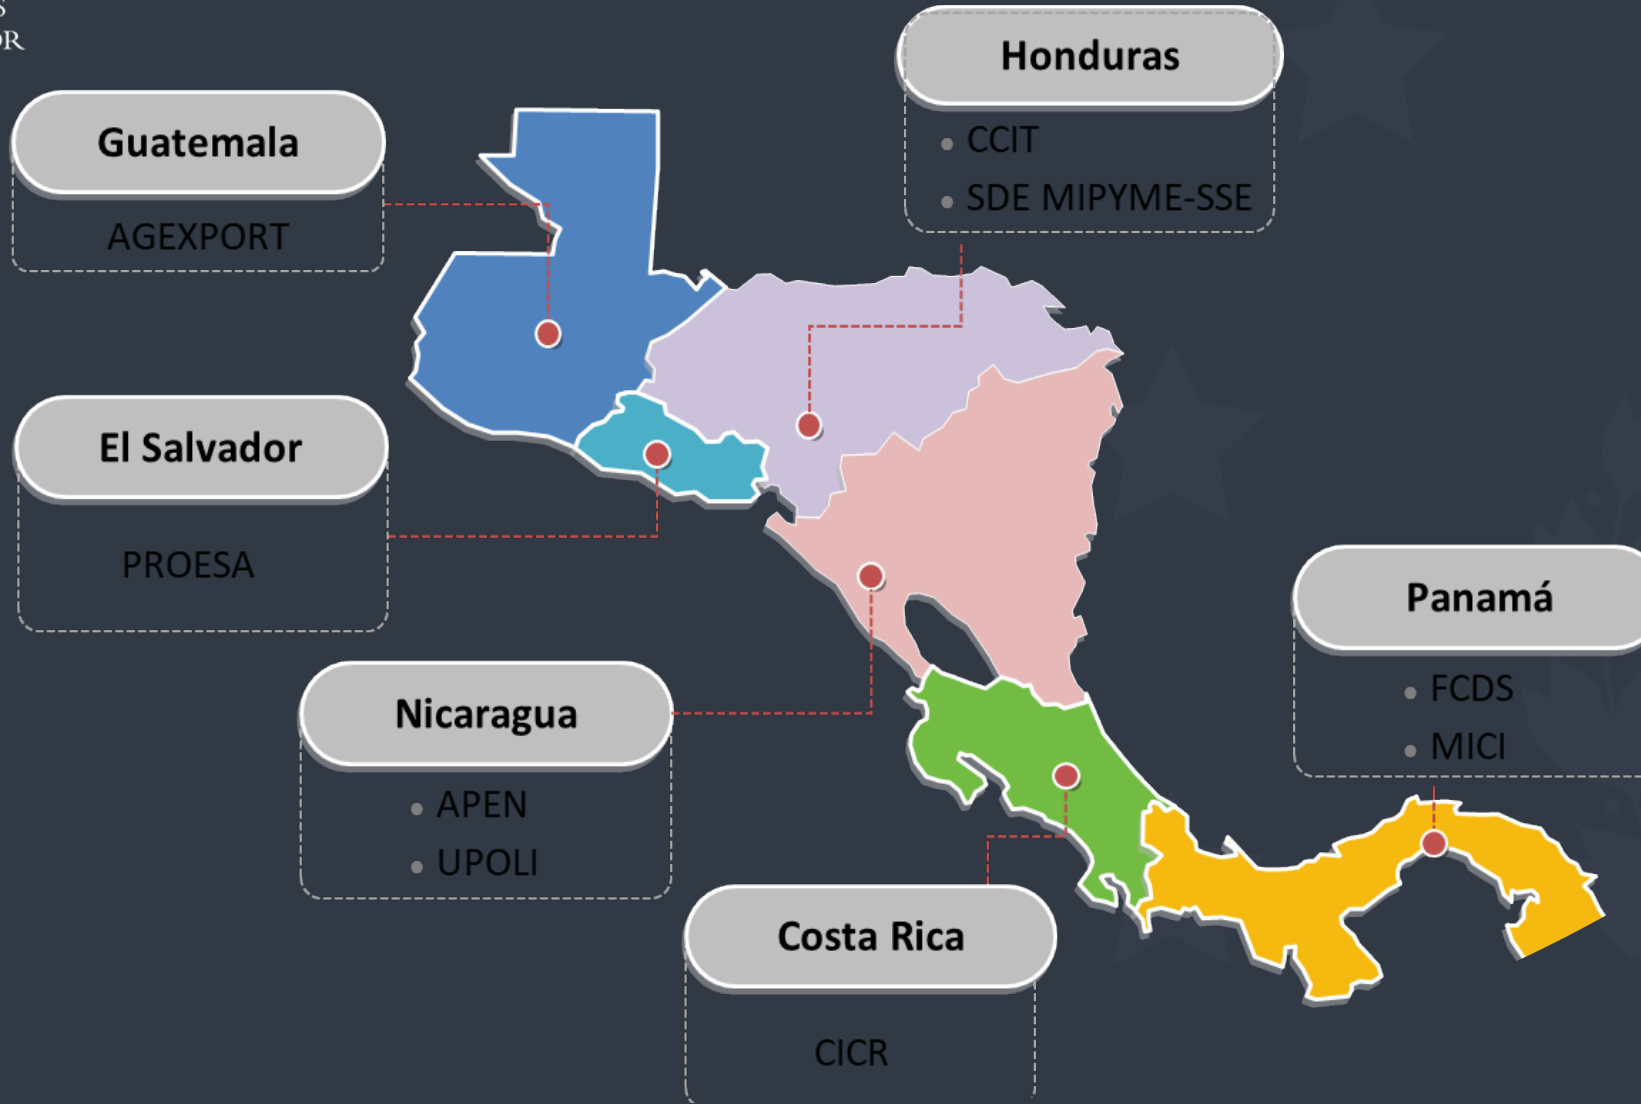 S
OR
Honduras
CCIT
SDE MIPYME-SSE
Guatemala
AGEXPORT
El Salvador
PROESA
Nicaragua
APEN
UPOLI
Costa Rica
CICR
Panamá
FCDS
MICI